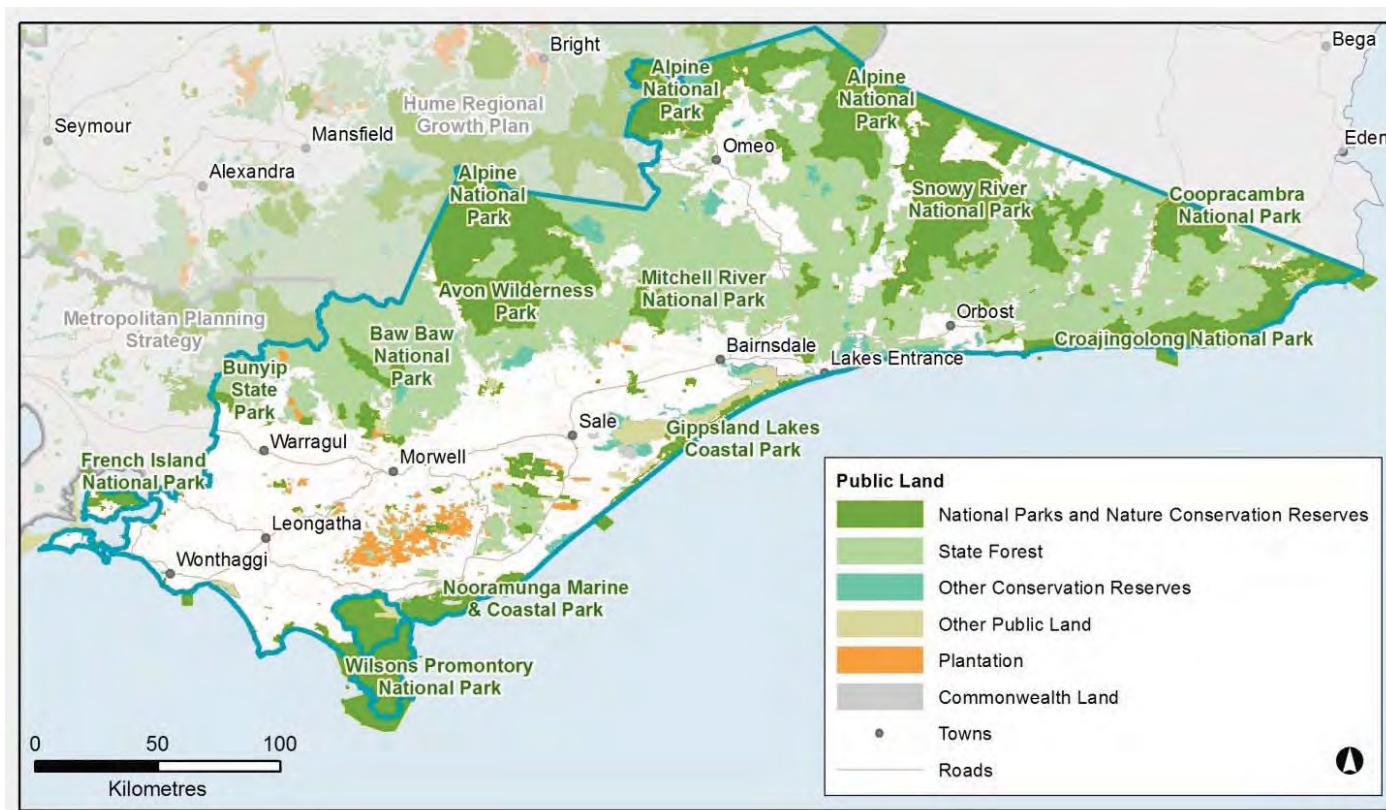 Bright
Bega
Alpine
National
Park
Alpine
National
Park
Hume Regional
Growth Plan
Seymour
Mansfield
Omeo
Eden
Alexandra
Alpine
National
Park
Snowy River
National Park
Coopracambra
National Park
Avon Wilderness
Park
Mitchell River
National Park
Metropolitan Planning
Strategy
Baw Baw
National
Park
Orbost
Croajingolong National Park
Bunyip
State
Park
Bairnsdale
Lakes Entrance
Sale
Gippsland Lakes
Coastal Park
Warragul
Morwell
French Island
National Park
Leongatha
Wonthaggi
Nooramunga Marine
& Coastal Park
Wilsons Promontory
National Park
0 50 100
Kilometres
Public Land
National Parks and Nature Conservation Reserves
State Forest
Other Conservation Reserves
Other Public Land
Plantation
Commonwealth Land
Towns
Roads